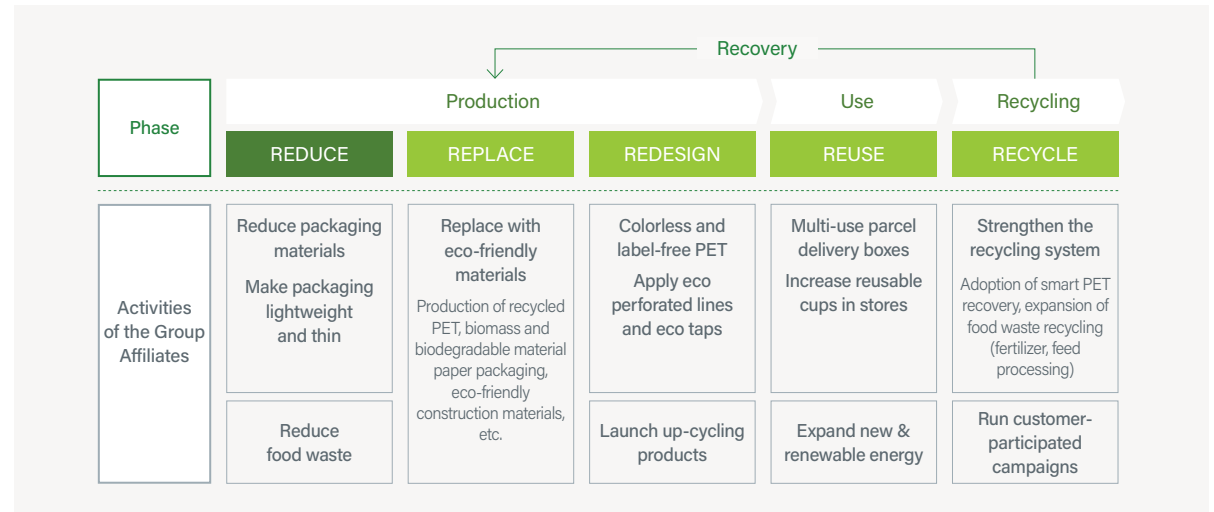 Recovery
Phase
Production
Use
Recycling
REDUCE
REPLACE
REDESIGN
REUSE
RECYCLE
Activities
of the Group
Affiliates
Reduce packaging
materials
Make packaging
lightweight
and thin
Reduce
food waste
Replace with
eco-friendly
materials
Production of recycled
PET, biomass and
biodegradable material
paper packaging,
eco-friendly
construction materials,
etc.
Colorless and
label-free PET
Apply eco
perforated lines
and eco taps
Launch up-cycling
products
Multi-use parcel
delivery boxes
Increase reusable
cups in stores
Expand new &
renewable energy
Strengthen the
recycling system
Adoption of smart PET
recovery, expansion of
food waste recycling
(fertilizer, feed
processing)
Run customer-
participated
campaigns